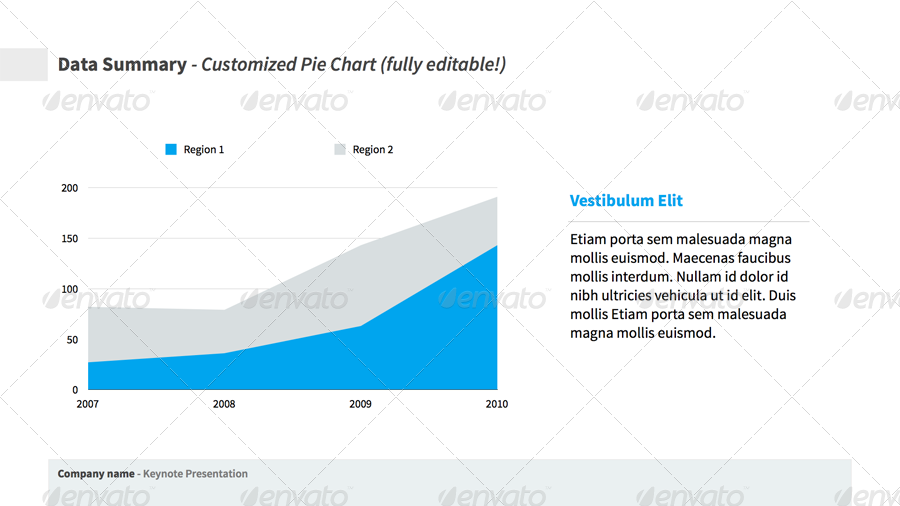 Data Summary - Customized Pie Chart (fully editable!)
envato envato envato envato envato
Region 1 Region 2
200
150
100
50
0
2007 2008 2009 2010
Vestibulum Elit
Etiam porta sem malesuada magna
mollis euismod. Maecenas faucibus
mollis interdum. Nullam id dolor id
nibh ultricies vehicula ut id elit. Duis
mollis Etiam porta sem malesuada
magna mollis euismod.
envato envato envato envato envato
Company name - Keynote Presentation
envato envato envato envato envato